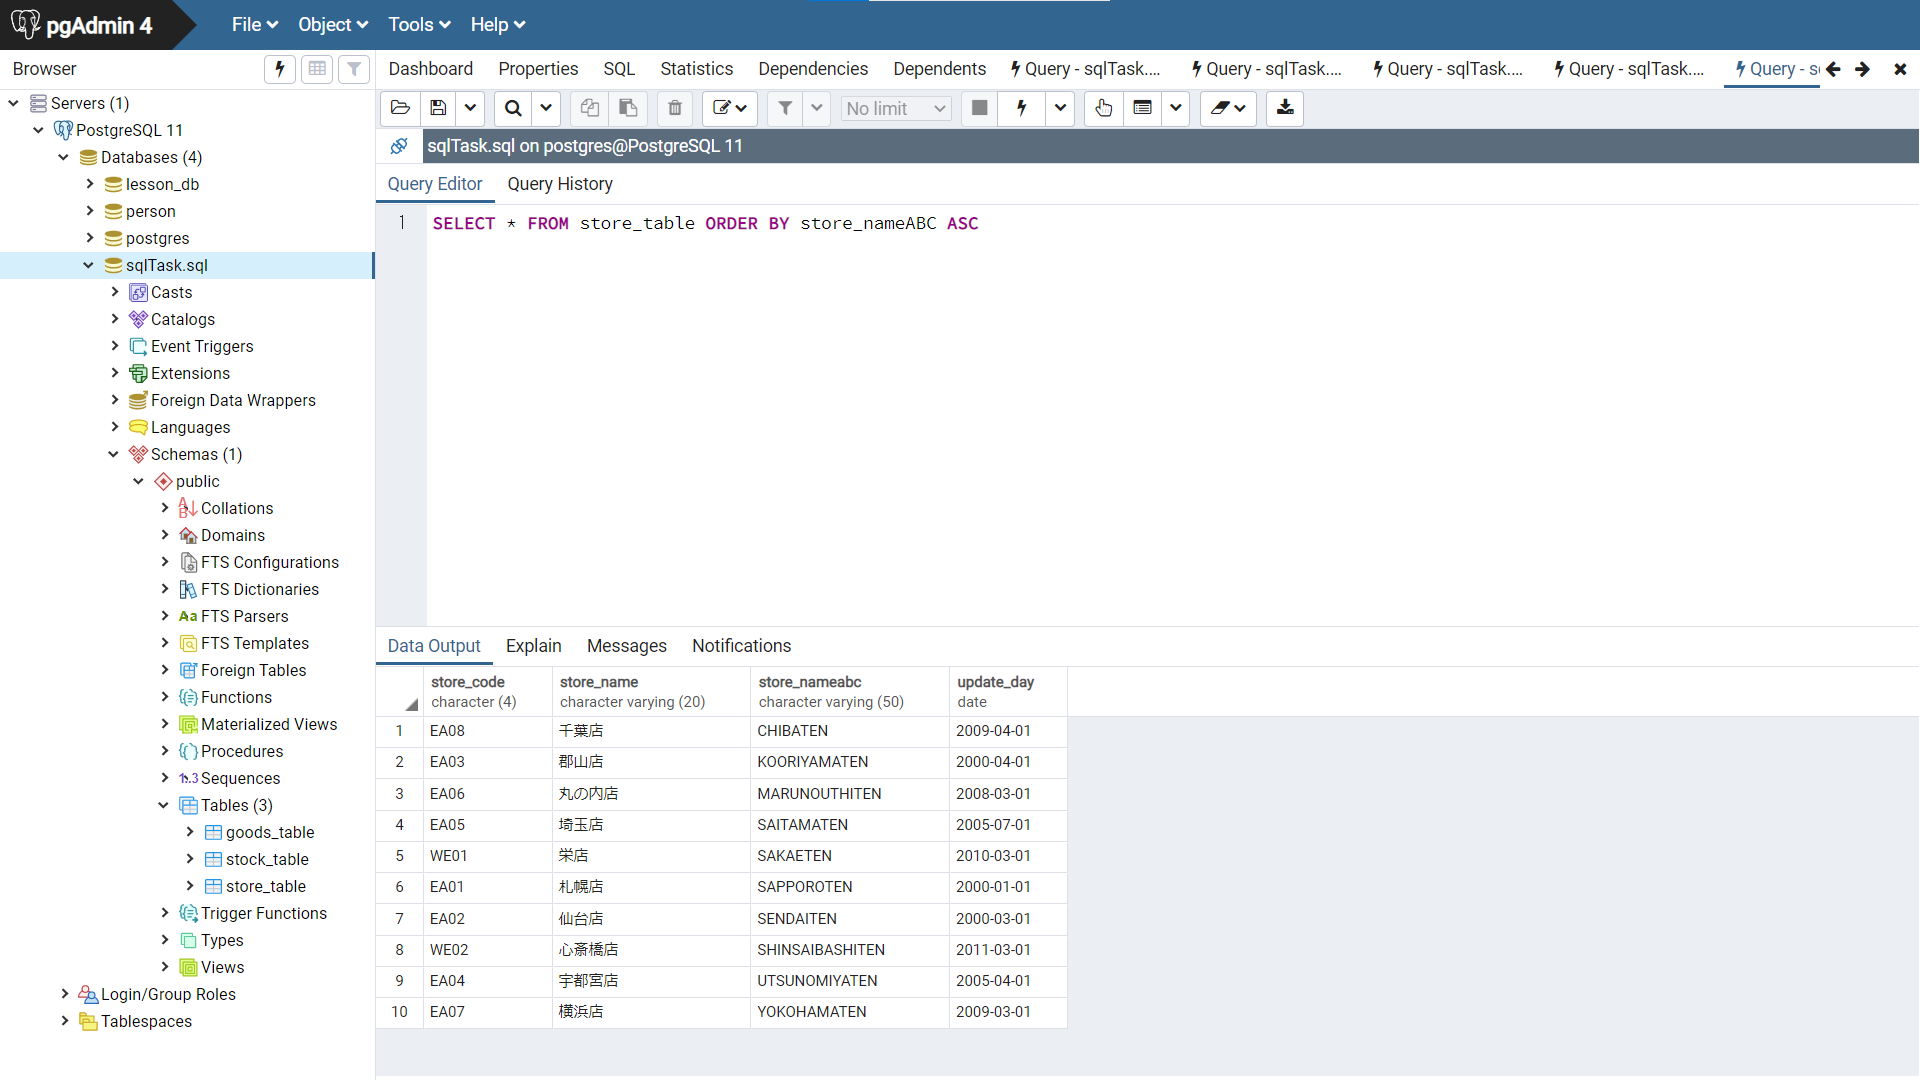 pgAdmin 4
File Object Tools Help
Browser
Dashboard Properties SQL Statistics Dependencies Dependents Query - sqlTask.... Query - sqlTask.... Query - sqlTask.... Query - sqlTask.... Query - s
Servers (1)
PostgreSQL 11
Databases (4)
lesson_db
person
postgres
sqlTask.sql
Casts
Catalogs
Event Triggers
Extensions
Foreign Data Wrappers
Languages
Schemas (1)
public
Collations
Domains
FTS Configurations
FTS Dictionaries
Aa FTS Parsers
FTS Templates
Foreign Tables
Functions
Materialized Views
Procedures
1..3 Sequences
Tables (3)
goods_table
stock_table
store_table
Trigger Functions
Types
Views
Login/Group Roles
Tablespaces
No limit
sqlTask.sql on postgres@PostgreSQL 11
Query Editor Query History
1 SELECT * FROM store_table ORDER BY store_nameABC ASC
Data Output Explain Messages Notifications
store_code store_name store_nameabc update_day
character (4) character varying (20) character varying (50) date
1 EA08 千葉店 CHIBATEN 2009-04-01
2 EA03 郡山店 KOORIYAMATEN 2000-04-01
3 EA06 丸の内店 MARUNOUTHITEN 2008-03-01
4 EA05 埼玉店 SAITAMATEN 2005-07-01
5 WE01 栄店 SAKAETEN 2010-03-01
6 EA01 札幌店 SAPPOROTEN 2000-01-01
7 EA02 仙台店 SENDAITEN 2000-03-01
8 WE02 心斎橋店 SHINSAIBASHITEN 2011-03-01
9 EA04 宇都宮店 UTSUNOMIYATEN 2005-04-01
10 EA07 横浜店 YOKOHAMATEN 2009-03-01